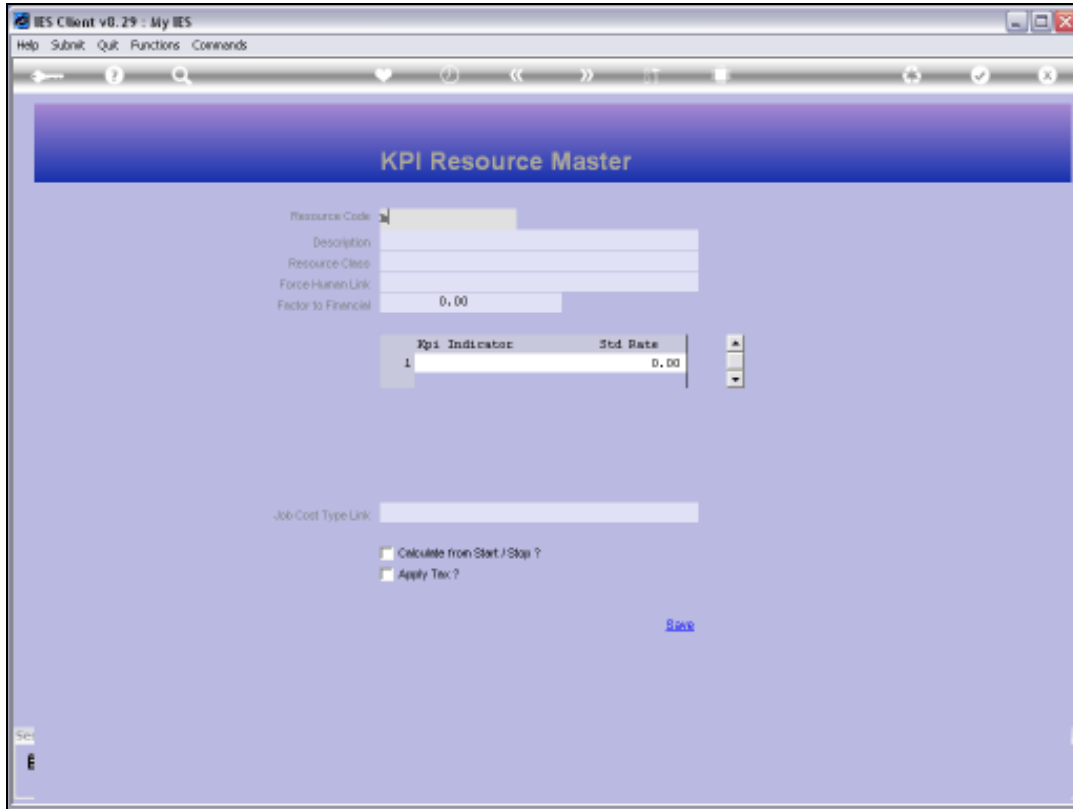 IES Client v8.29 : My IES
Help Submit Quit Functions Commands
KPI Resource Master
Resource Code
Description
Resource Class
Force Human Link
Factor to Financial 0.00
Kpi Indicator Std Rate
1 0.00
Job Cost Type Link
Calculate from Start / Stop ?
Apply Tax ?
Save